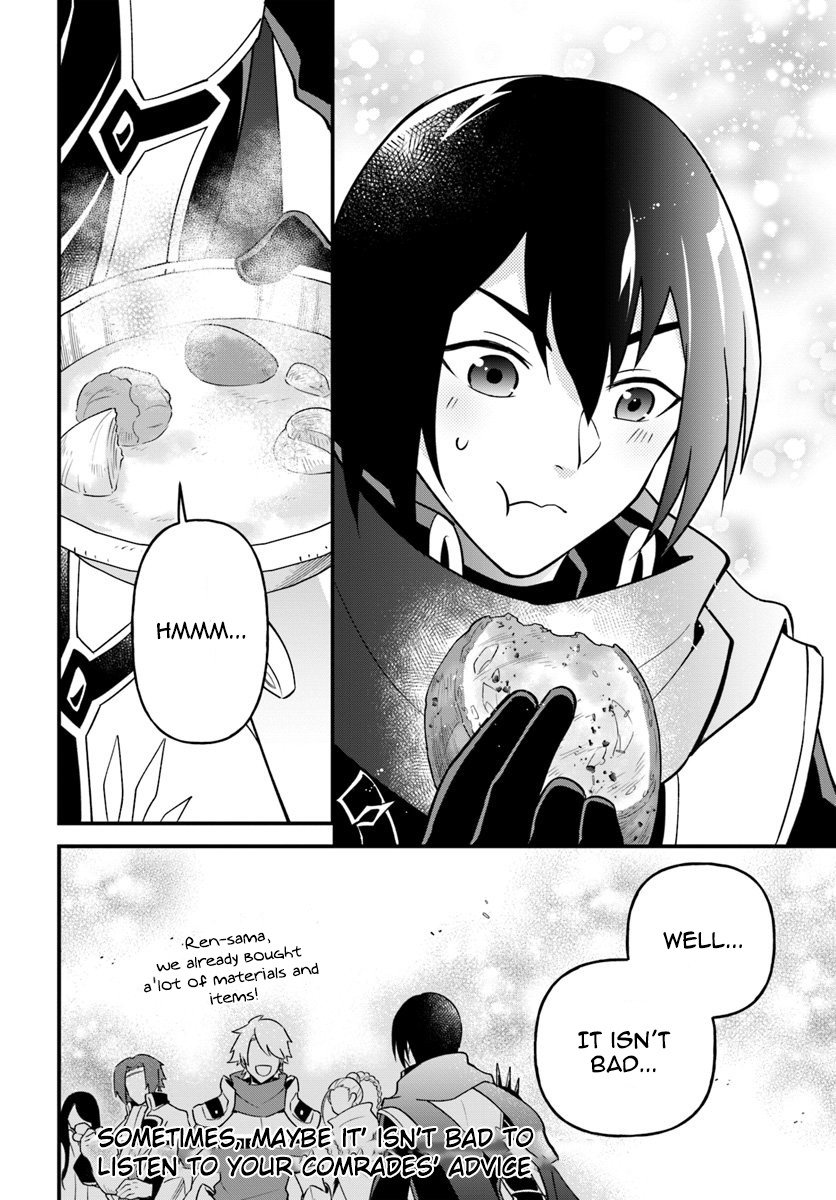 HMMM...
WELL...
IT ISN'T
BAD...
Ren-sama,
we already bought
a lot of materials and
items!
SOMETIMES, MAYBE IT' ISN'T BAD TO
LISTEN TO YOUR COMRADES' ADVICE